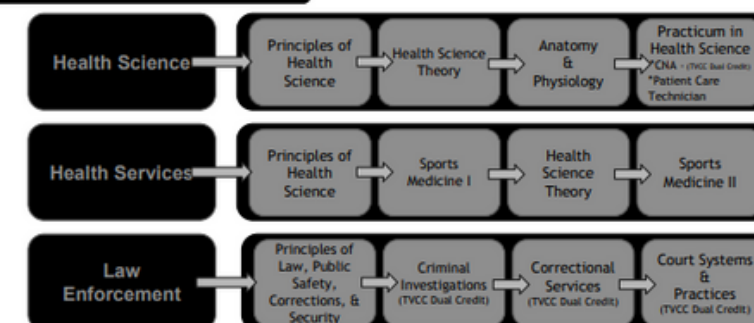 Health Science
Principles of
Health
Science
Health Science
Theory
Anatomy
&
Physiology
Practicum in
Health Science
*CNA - (TVCC Dual Credit)
*Patient Care
Technician
Health Services
Principles of
Health
Science
Sports
Medicine I
Health
Science
Theory
Sports
Medicine II
Law
Enforcement
Principles of
Law, Public
Safety,
Corrections, &
Security
Criminal
Investigations
(TVCC Dual Credit)
Correctional
Services
(TVCC Dual Credit)
Court Systems
&
Practices
(TVCC Dual Credit)